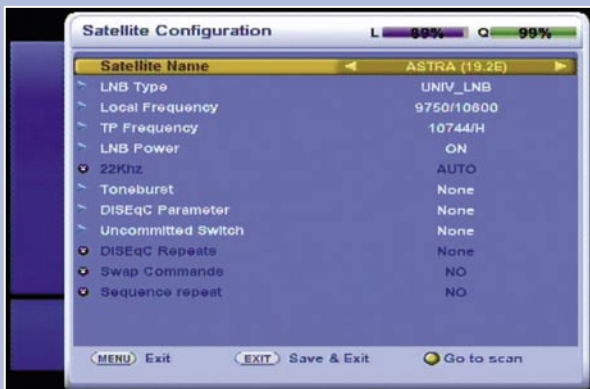 Satellite Configuration L 89% Q 99%
Satellite Name ASTRA (19.2E)
LNB Type UNIV_LNB
Local Frequency 9750/10600
TP Frequency 10744/H
LNB Power ON
22Khz AUTO
Toneburst None
DISEqC Parameter None
Uncommitted Switch None
DISEqC Repeats None
Swap Commands NO
Sequence repeat NO
MENU Exit EXIT Save & Exit Go to scan